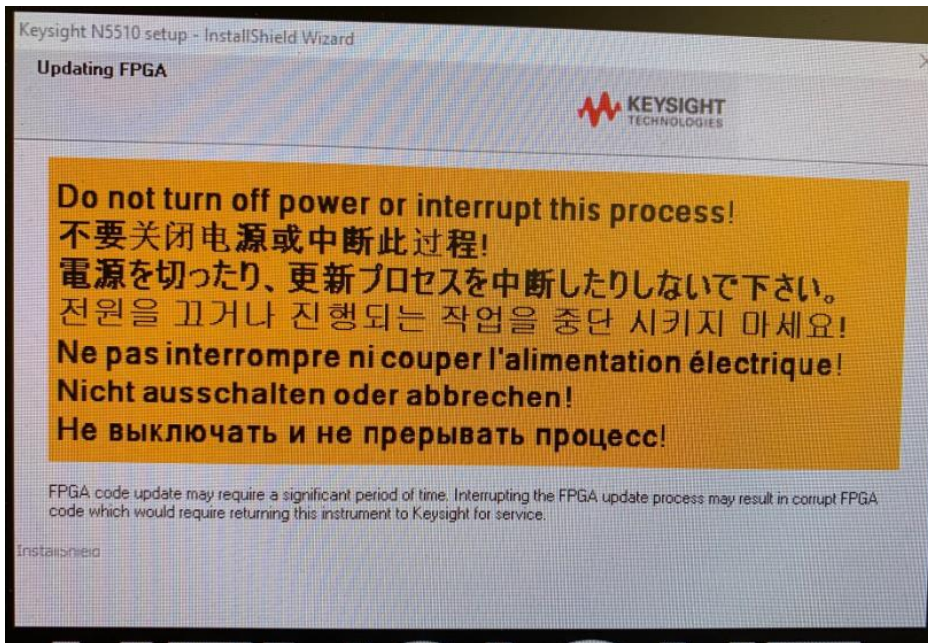 Keysight N5510 setup - InstallShield Wizard
Updating FPGA
KEYSIGHT
TECHNOLOGIES
Do not turn off power or interrupt this process!
不要关闭电源或中断此过程!
電源を切ったり、更新プロセスを中断したりしないで下さい。
전원을 끄거나 진행되는 작업을 중단 시키지 마세요!
Ne pas interrompre ni couper l'alimentation électrique!
Nicht ausschalten oder abbrechen!
Не выключать и не прерывать процесс!
FPGA code update may require a significant period of time. Interrupting the FPGA update process may result in corrupt FPGA
code which would require returning this instrument to Keysight for service.
InstallShield